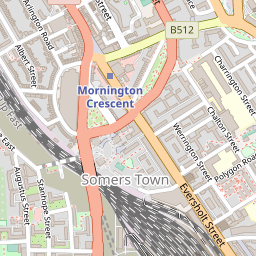 Arlington Road
B512
Albert Street
Mornington
Crescent
Charrington Street
Chalton Street
Werrington Street
Polygon Road
Somers Town
Eversholt Street
Stanhope Street
Augustus Street